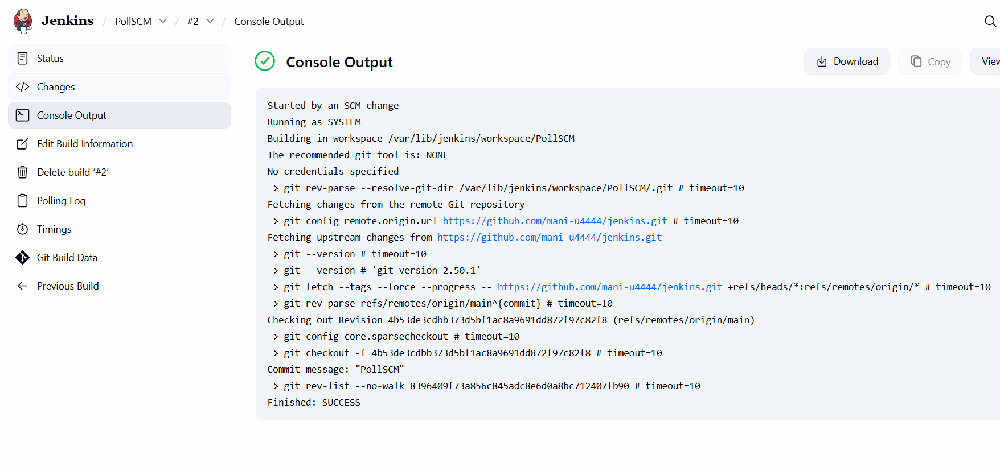 Jenkins / PollSCM / #2 / Console Output
Status
Changes
Console Output
Edit Build Information
Delete build ‘#2’
Polling Log
Timings
Git Build Data
Previous Build
Console Output
Download
Copy
View
Started by an SCM change
Running as SYSTEM
Building in workspace /var/lib/jenkins/workspace/PollSCM
The recommended git tool is: NONE
No credentials specified
> git rev-parse --resolve-git-dir /var/lib/jenkins/workspace/PollSCM/.git # timeout=10
Fetching changes from the remote Git repository
> git config remote.origin.url https://github.com/mani-u4444/jenkins.git # timeout=10
Fetching upstream changes from https://github.com/mani-u4444/jenkins.git
> git --version # timeout=10
> git --version # 'git version 2.50.1'
> git fetch --tags --force --progress -- https://github.com/mani-u4444/jenkins.git +refs/heads/*:refs/remotes/origin/* # timeout=10
> git rev-parse refs/remotes/origin/main^{commit} # timeout=10
Checking out Revision 4b53de3cdbb373d5bf1ac8a9691dd872f97c82f8 (refs/remotes/origin/main)
> git config core.sparsecheckout # timeout=10
> git checkout -f 4b53de3cdbb373d5bf1ac8a9691dd872f97c82f8 # timeout=10
Commit message: "PollSCM"
> git rev-list --no-walk 8396409f73a856c845adc8e6d0a8bc712407fb90 # timeout=10
Finished: SUCCESS